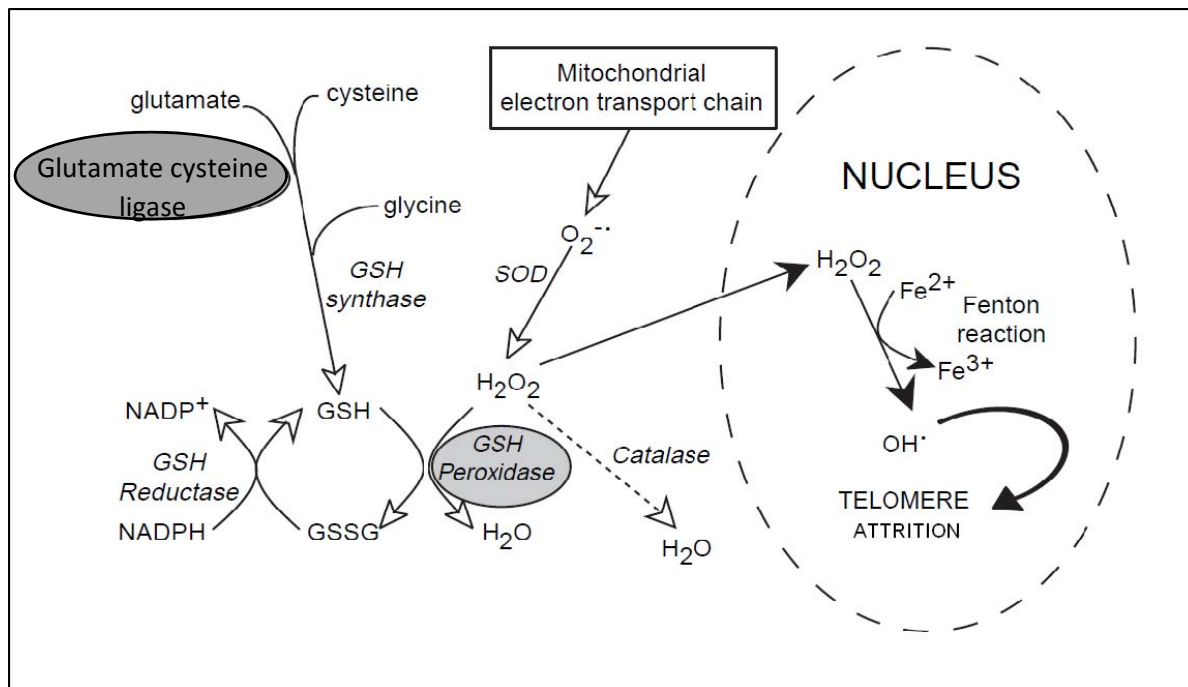 Mitochondrial
electron transport chain
glutamate
cysteine
Glutamate cysteine
ligase
glycine
GSH
synthase
O₂⁻·
SOD
H₂O₂
NADP⁺
GSH
GSH
Reductase
NADPH
GSSG
GSH
Peroxidase
H₂O
Catalase
H₂O
NUCLEUS
H₂O₂
Fe²⁺
Fenton
reaction
Fe³⁺
OH·
TELOMERE
ATTRITION